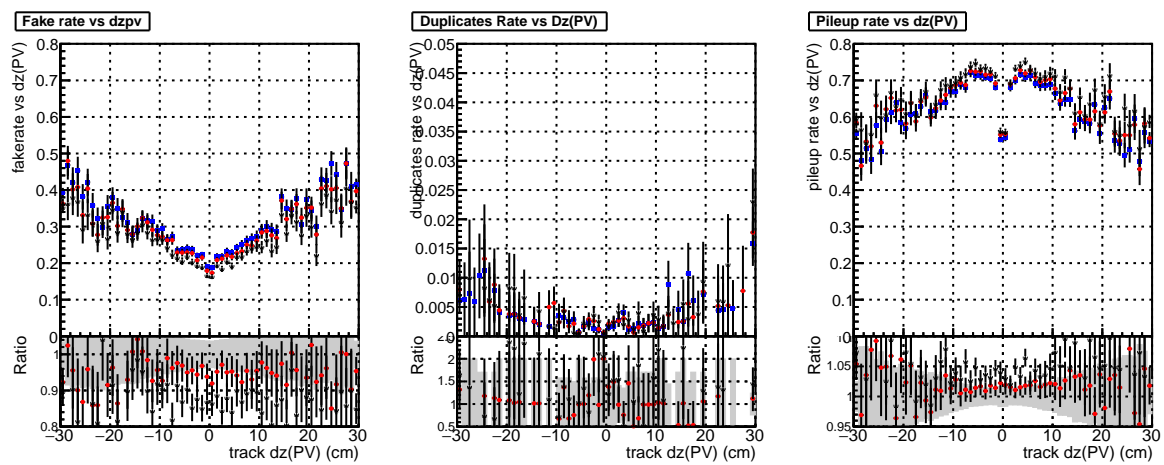 Fake rate vs dzpv
fakerate vs dz(PV)
0.8
0.7
0.6
0.5
0.4
0.3
0.2
0.1
0
Ratio
1
0.9
0.8
−30 −20 −10 0 10 20 30
track dz(PV) (cm)
Duplicates Rate vs Dz(PV)
duplicates rate vs dz(PV)
0.05
0.045
0.04
0.035
0.03
0.025
0.02
0.015
0.01
0.005
0
Ratio
2
1.5
1
0.5
−30 −20 −10 0 10 20 30
track dz(PV) (cm)
Pileup rate vs dz(PV)
pileup rate vs dz(PV)
0.8
0.7
0.6
0.5
0.4
0.3
0.2
0.1
0
Ratio
1.05
1
0.95
−30 −20 −10 0 10 20 30
track dz(PV) (cm)